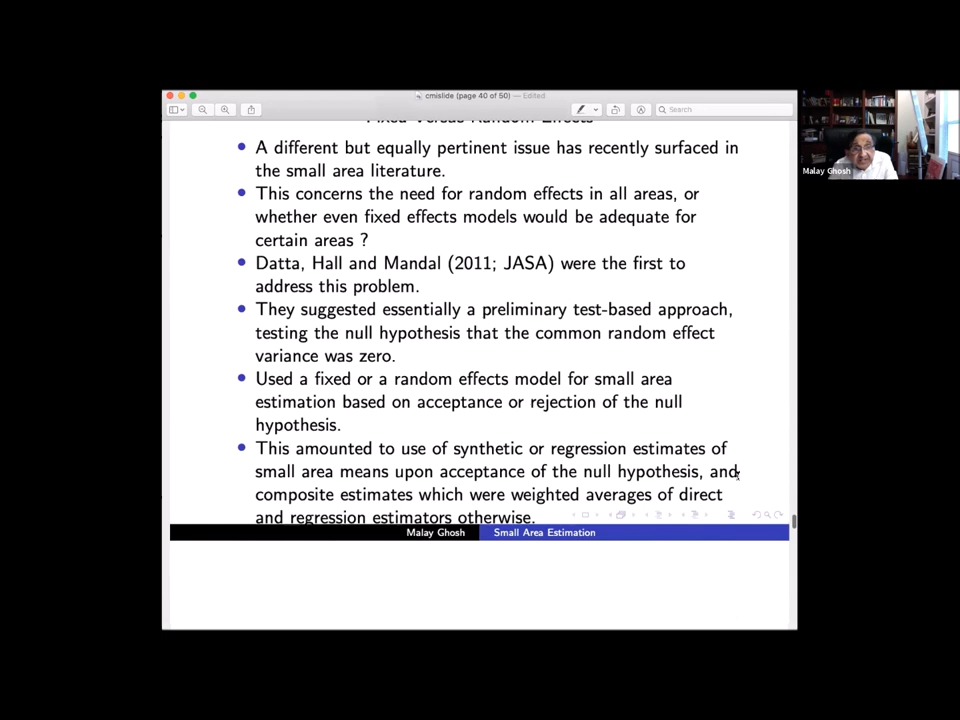 cmislide (page 40 of 50) — Edited
Search
Fixed Versus Random Effects
• A different but equally pertinent issue has recently surfaced in
the small area literature.
• This concerns the need for random effects in all areas, or
whether even fixed effects models would be adequate for
certain areas ?
• Datta, Hall and Mandal (2011; JASA) were the first to
address this problem.
• They suggested essentially a preliminary test-based approach,
testing the null hypothesis that the common random effect
variance was zero.
• Used a fixed or a random effects model for small area
estimation based on acceptance or rejection of the null
hypothesis.
• This amounted to use of synthetic or regression estimates of
small area means upon acceptance of the null hypothesis, and
composite estimates which were weighted averages of direct
and regression estimators otherwise.
Malay Ghosh
Small Area Estimation
Malay Ghosh